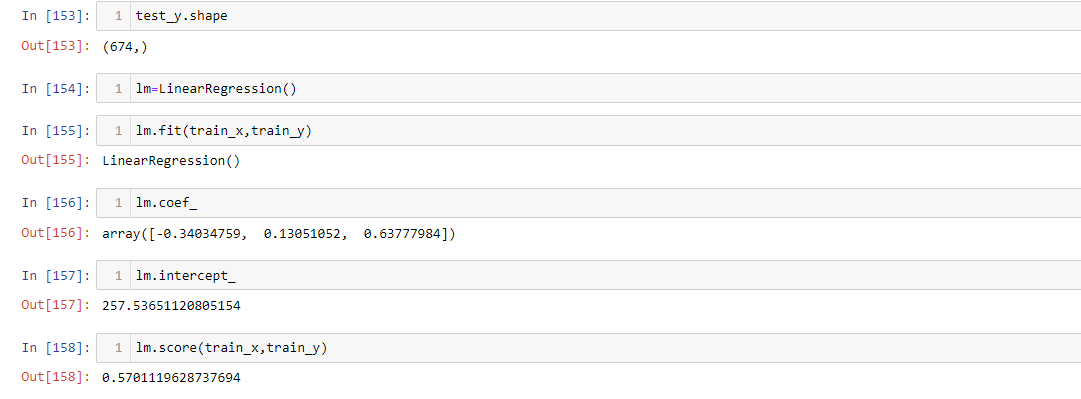 In [153]: 1 test_y.shape
Out[153]: (674,)
In [154]: 1 lm=LinearRegression()
In [155]: 1 lm.fit(train_x,train_y)
Out[155]: LinearRegression()
In [156]: 1 lm.coef_
Out[156]: array([-0.34034759,  0.13051052,  0.63777984])
In [157]: 1 lm.intercept_
Out[157]: 257.53651120805154
In [158]: 1 lm.score(train_x,train_y)
Out[158]: 0.5701119628737694